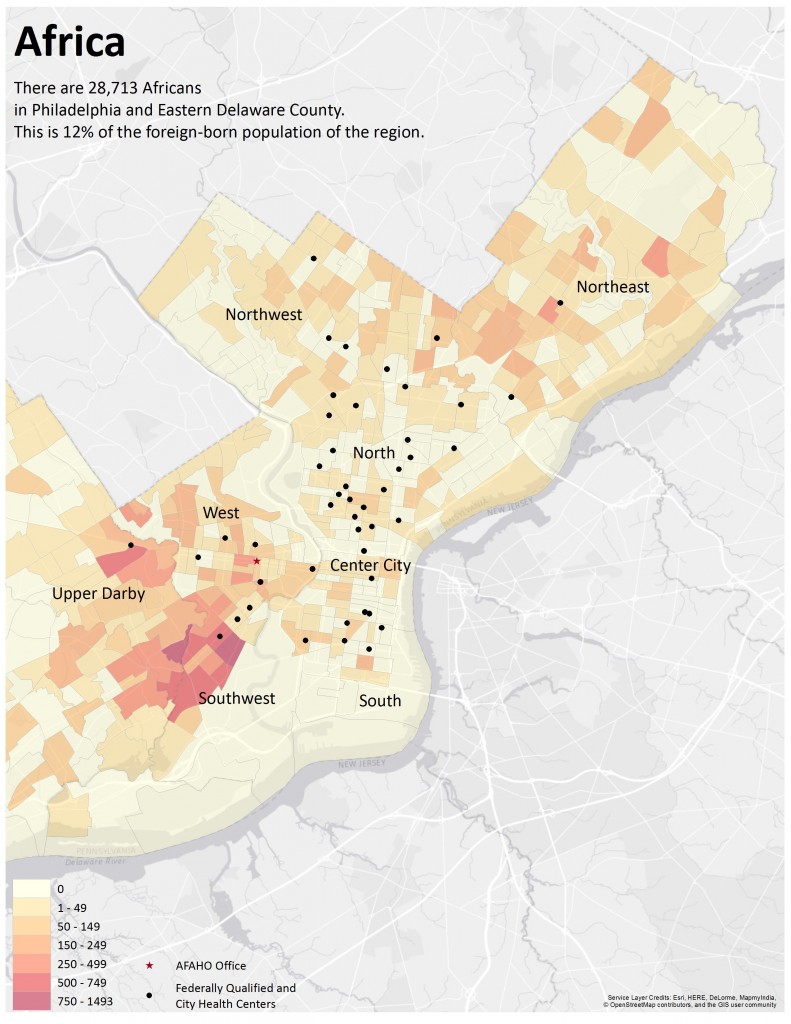 Africa
There are 28,713 Africans
in Philadelphia and Eastern Delaware County.
This is 12% of the foreign-born population of the region.
Northeast
Northwest
North
PENNSYLVANIA
NEW JERSEY
West
Center City
Upper Darby
Southwest
South
NEW JERSEY
PENNSYLVANIA
Delaware River
0
1 - 49
50 - 149
150 - 249
250 - 499
500 - 749
750 - 1493
AFAHO Office
Federally Qualified and
City Health Centers
Service Layer Credits: Esri, HERE, DeLorme, MapmyIndia,
© OpenStreetMap contributors, and the GIS user community